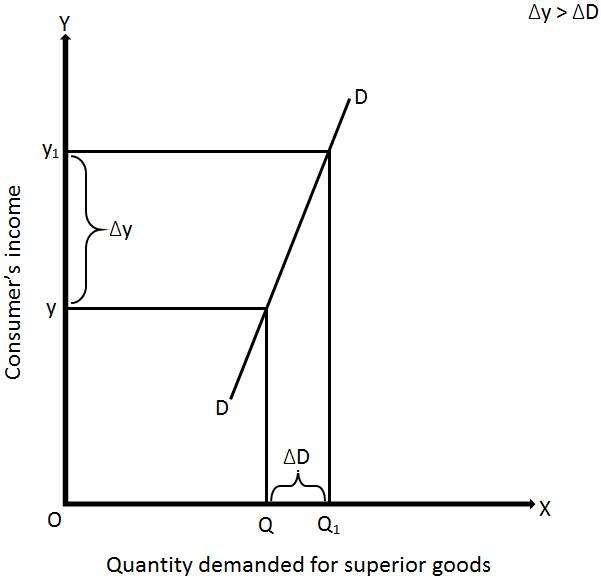 Δy > ΔD
Y
D
y₁
Δy
Consumer's income
y
D
ΔD
O
Q
Q₁
X
Quantity demanded for superior goods